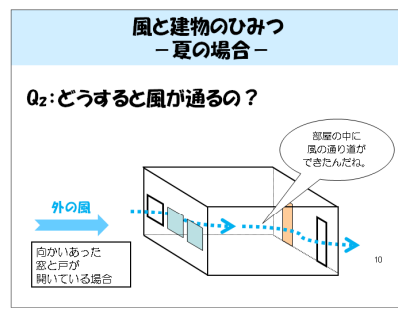 風と建物のひみつ
－夏の場合－
Q2:どうすると風が通るの？
部屋の中に
風の通り道が
できたんだね。
外の風
向かいあった
窓と戸が
開いている場合
10